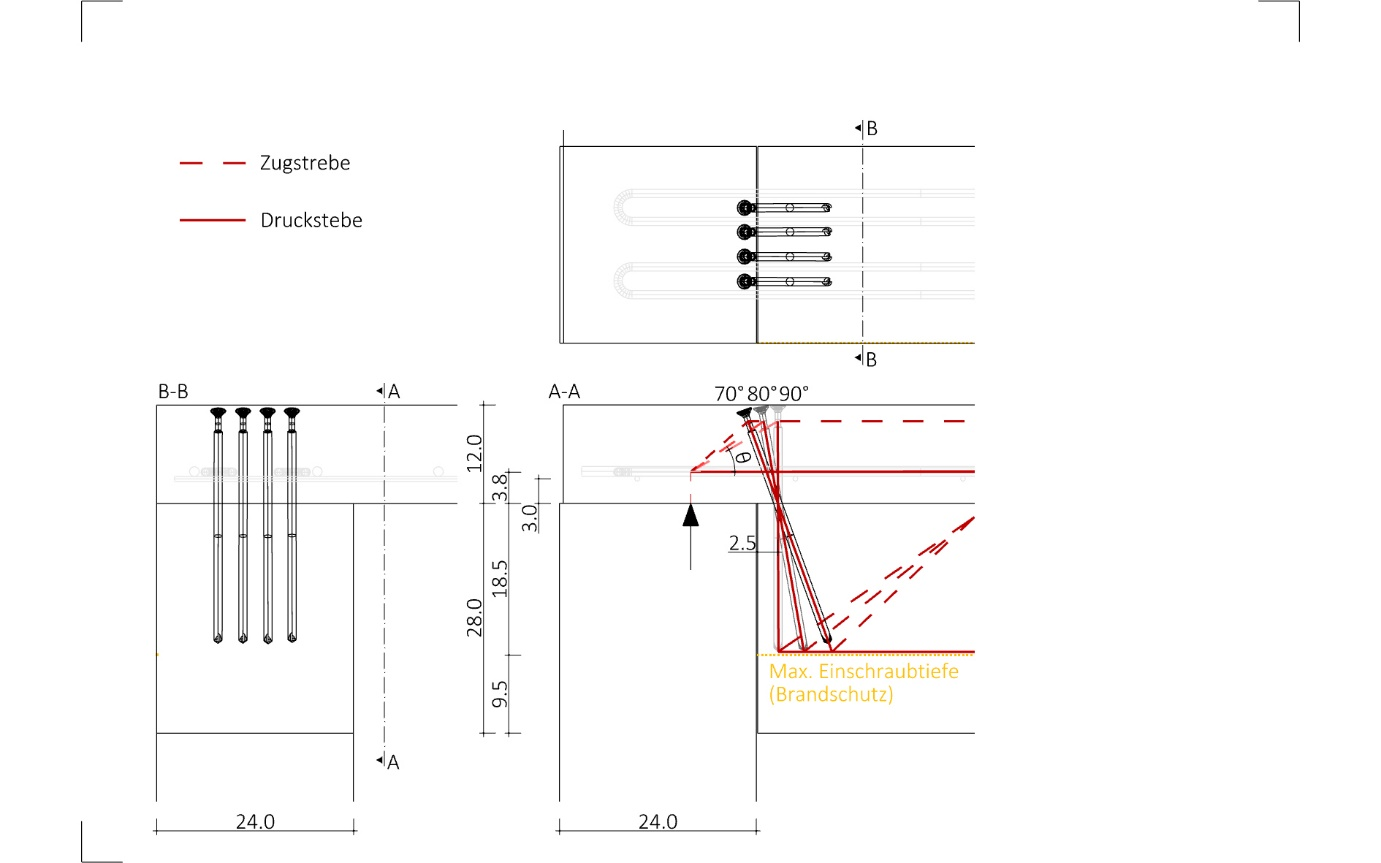 B
Zugstrebe
Druckstebe
B
B-B
A
A-A
70° 80° 90°
12.0
3.8
3.0
θ
2.5
18.5
28.0
9.5
Max. Einschraubtiefe
(Brandschutz)
A
24.0
24.0